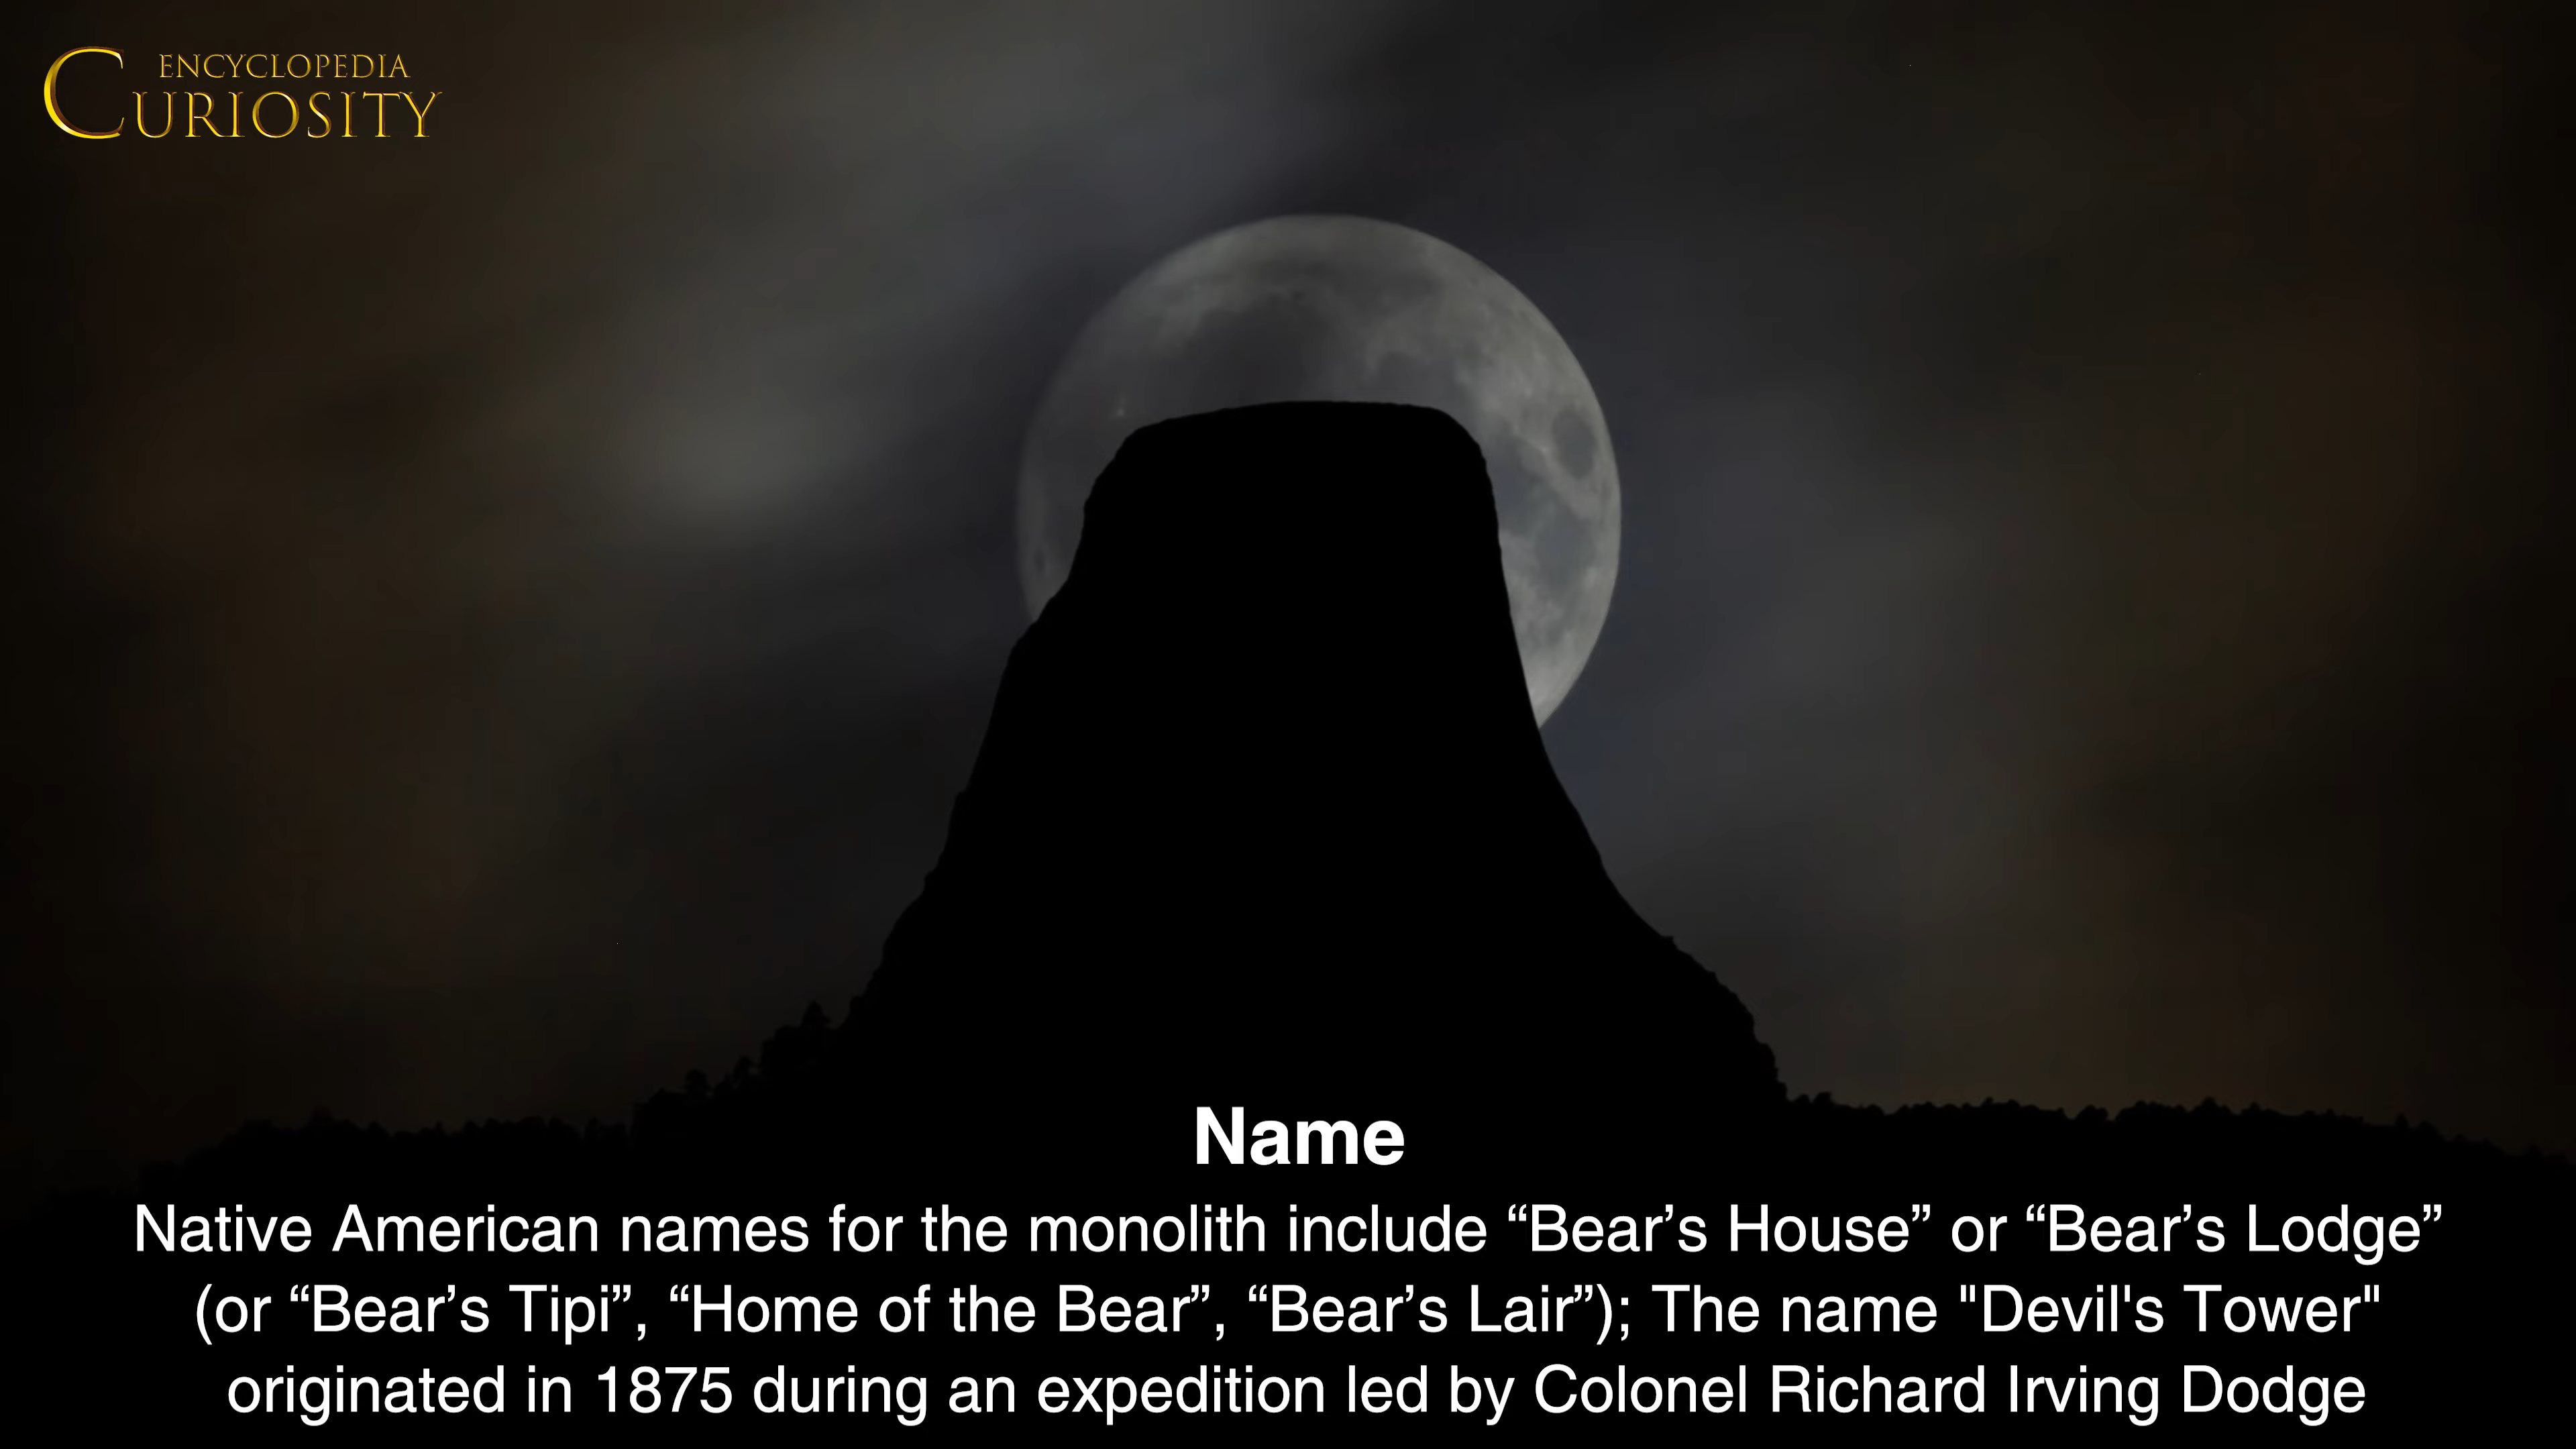 ENCYCLOPEDIA
CURIOSITY
Name
Native American names for the monolith include “Bear’s House” or “Bear’s Lodge”
(or “Bear’s Tipi”, “Home of the Bear”, “Bear’s Lair”); The name "Devil's Tower"
originated in 1875 during an expedition led by Colonel Richard Irving Dodge